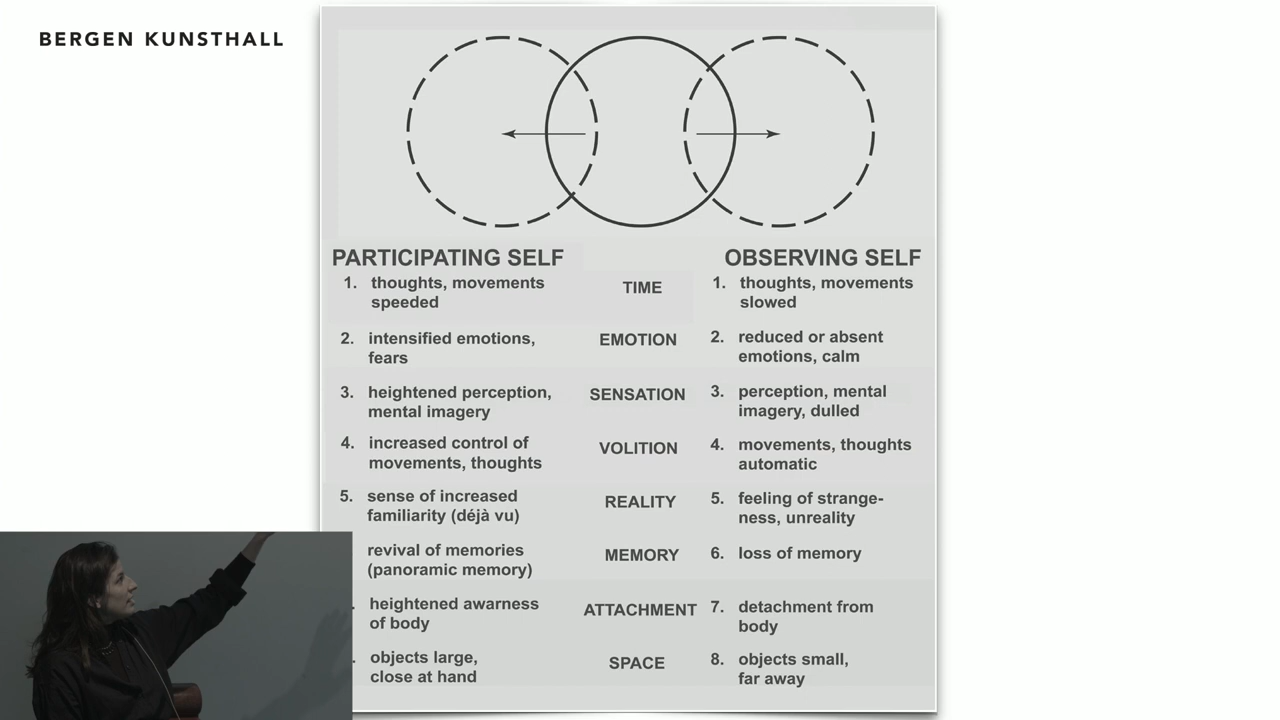 BERGEN KUNSTHALL
PARTICIPATING SELF
OBSERVING SELF
1. thoughts, movements
speeded
TIME
1. thoughts, movements
slowed
2. intensified emotions,
fears
EMOTION
2. reduced or absent
emotions, calm
3. heightened perception,
mental imagery
SENSATION
3. perception, mental
imagery, dulled
4. increased control of
movements, thoughts
VOLITION
4. movements, thoughts
automatic
5. sense of increased
familiarity (déjà vu)
REALITY
5. feeling of strange-
ness, unreality
revival of memories
(panoramic memory)
MEMORY
6. loss of memory
heightened awarness
of body
ATTACHMENT
7. detachment from
body
objects large,
close at hand
SPACE
8. objects small,
far away